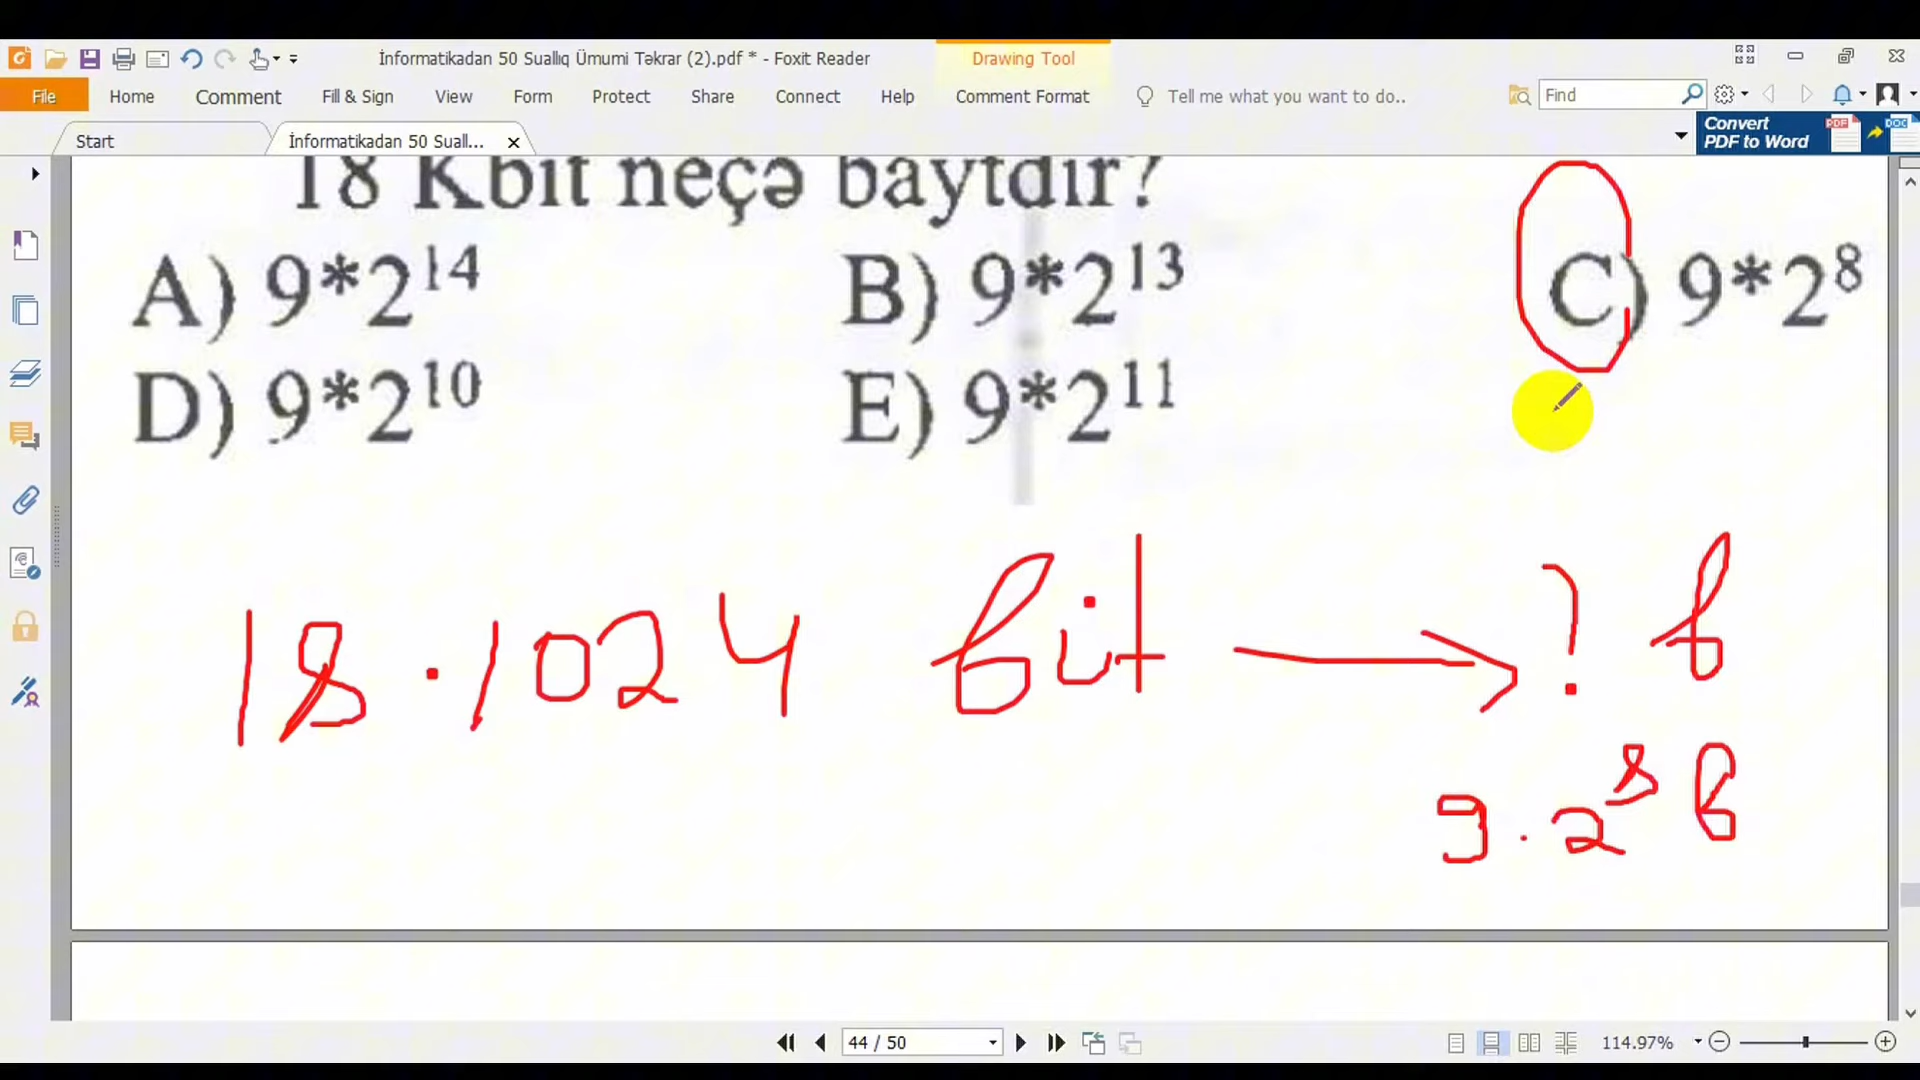 İnformatikadan 50 Suallıq Ümumi Təkrar (2).pdf * - Foxit Reader
Drawing Tool
File Home Comment Fill & Sign View Form Protect Share Connect Help Comment Format Tell me what you want to do.. Find
Start İnformatikadan 50 Suall...
Convert PDF to Word PDF DOC
18 Kbit neçə baytdır?
A) 9*2^14 B) 9*2^13 C) 9*2^8
D) 9*2^10 E) 9*2^11
18 · 1024 bit → ? b
9 · 2^8 b
44 / 50 114.97%